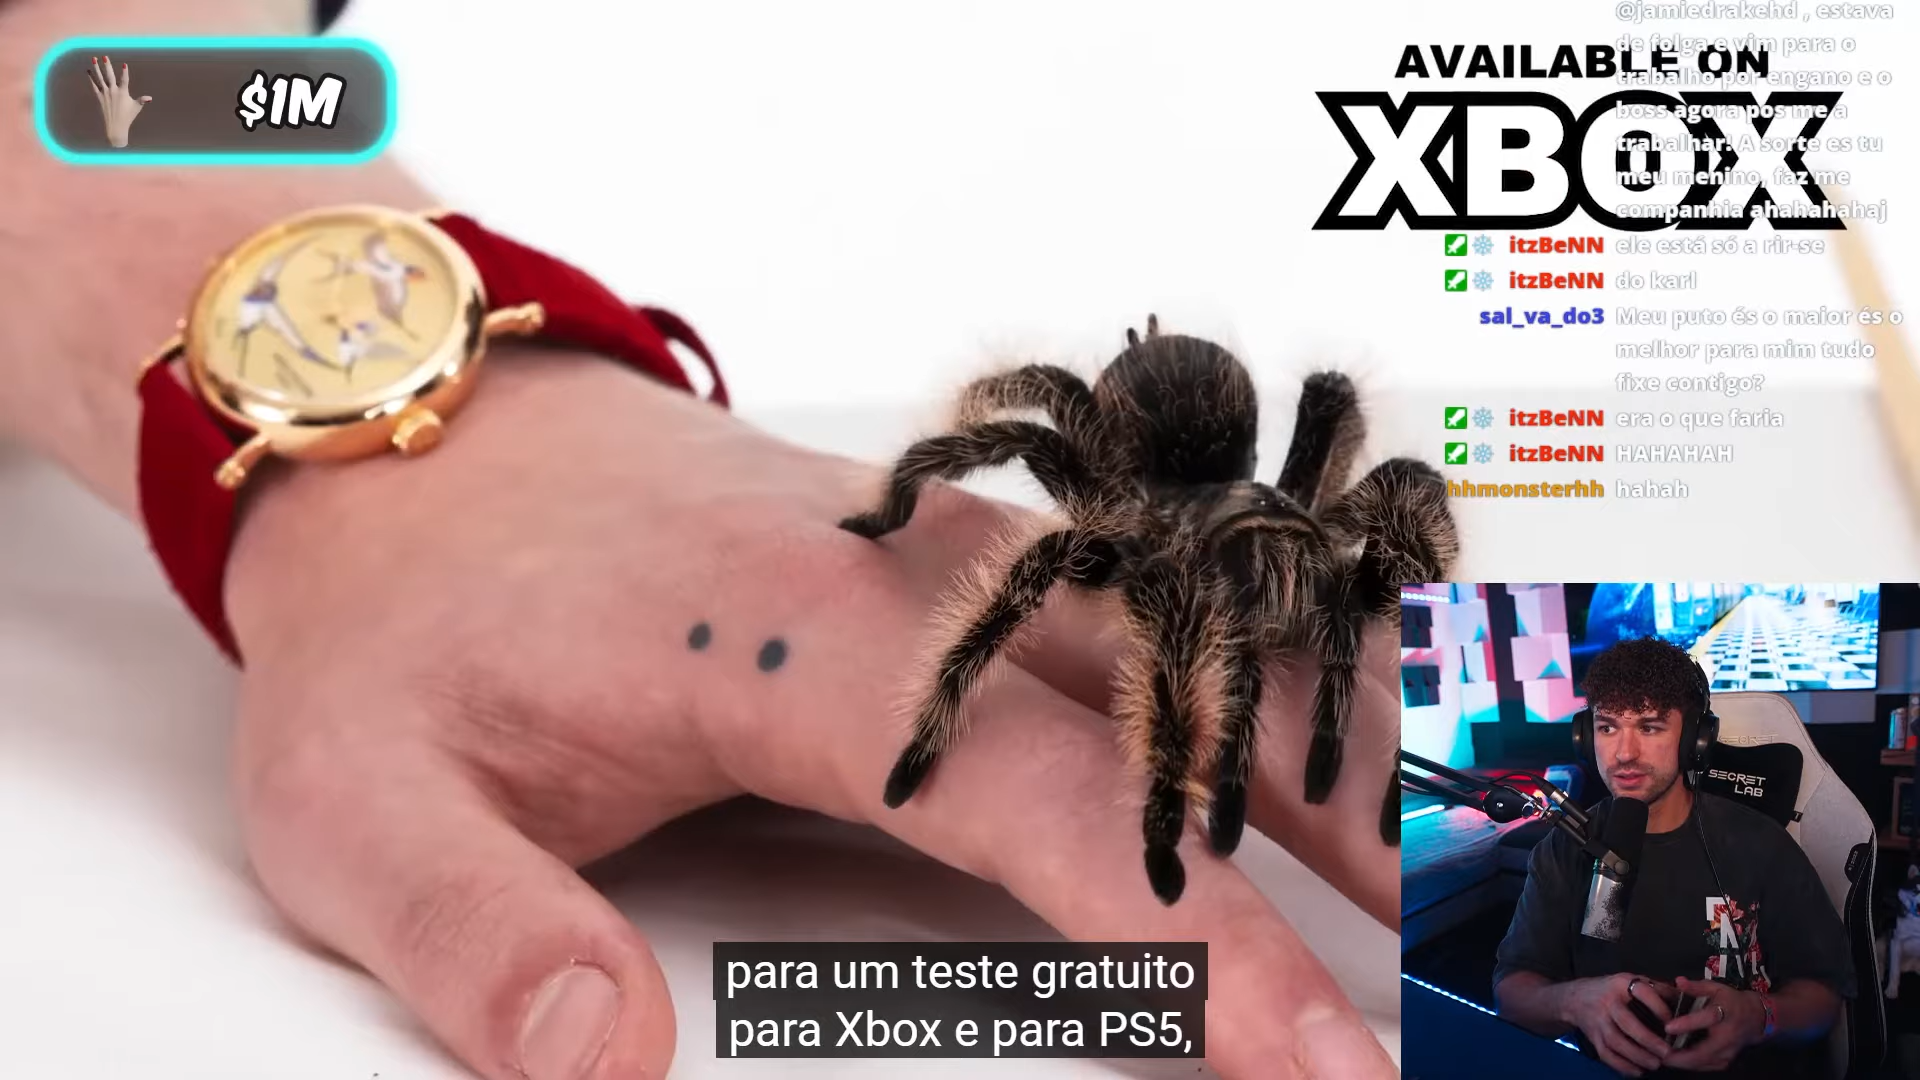 $1M
AVAILABLE ON
XBOX
@jamiedrakehd , estava
de folga e vim para o
trabalho por engano e o
boss agora pos me a
trabalhar! A sorte es tu
meu menino, faz me
companhia ahahahahaj
itzBeNN ele está só a rir-se
itzBeNN do karl
sal_va_do3 Meu puto és o maior és o
melhor para mim tudo
fixe contigo?
itzBeNN era o que faria
itzBeNN HAHAHAH
hhmonsterhh hahah
SECRET
LAB
para um teste gratuito
para Xbox e para PS5,